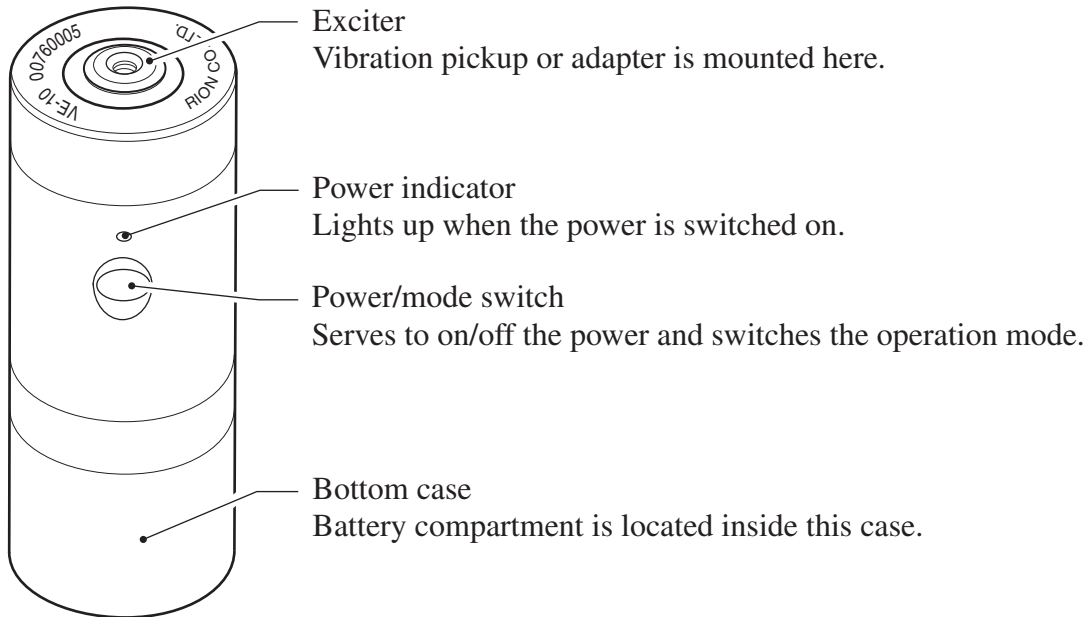 VE-10 00760005
RION CO., LTD.
Exciter
Vibration pickup or adapter is mounted here.
Power indicator
Lights up when the power is switched on.
Power/mode switch
Serves to on/off the power and switches the operation mode.
Bottom case
Battery compartment is located inside this case.